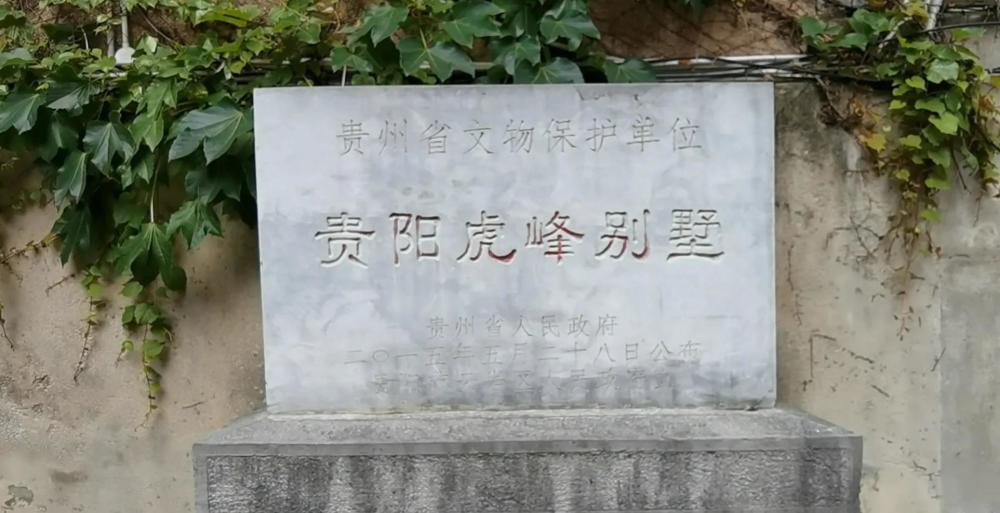 贵州省文物保护单位
贵阳虎峰别墅
贵州省人民政府
二〇一五年五月二十八日公布